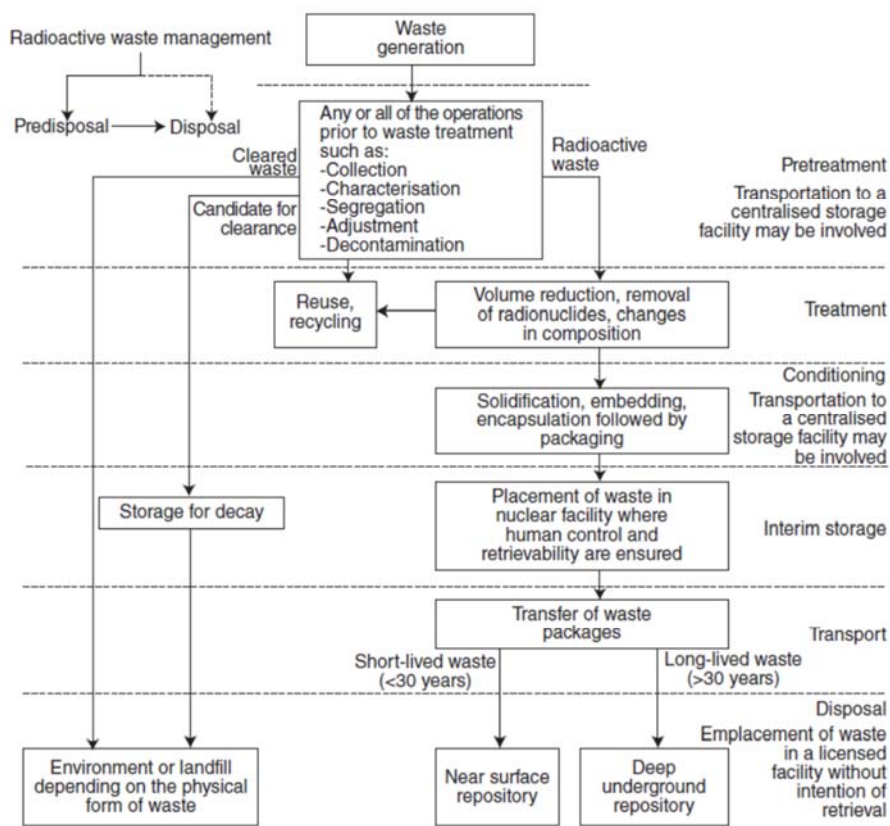 Radioactive waste management
Predisposal
Disposal
Waste
generation
Any or all of the operations
prior to waste treatment
such as:
-Collection
-Characterisation
-Segregation
-Adjustment
-Decontamination
Cleared
waste
Candidate for
clearance
Radioactive
waste
Pretreatment
Transportation to a
centralised storage
facility may be involved
Reuse,
recycling
Volume reduction, removal
of radionuclides, changes
in composition
Treatment
Conditioning
Solidification, embedding,
encapsulation followed by
packaging
Transportation to
a centralised
storage facility may
be involved
Storage for decay
Placement of waste in
nuclear facility where
human control and
retrievability are ensured
Interim storage
Transfer of waste
packages
Transport
Short-lived waste
(<30 years)
Long-lived waste
(>30 years)
Disposal
Environment or landfill
depending on the physical
form of waste
Near surface
repository
Deep
underground
repository
Emplacement of waste
in a licensed
facility without
intention of
retrieval